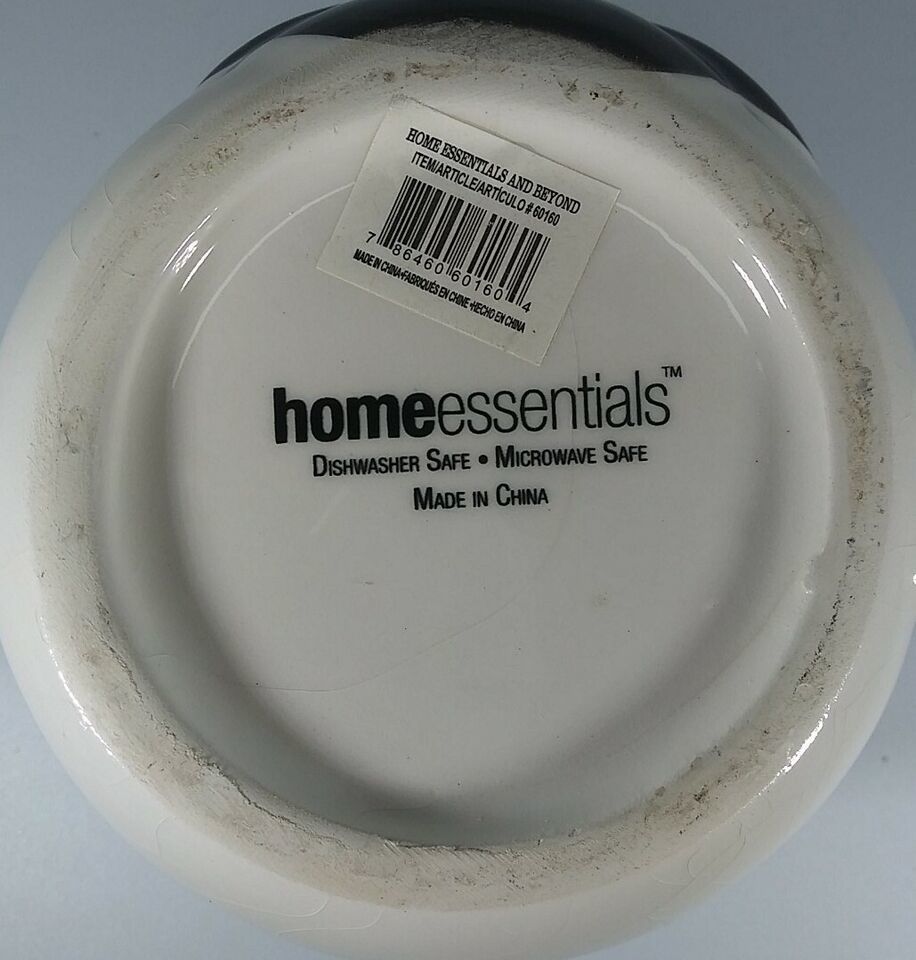 HOME ESSENTIALS AND BEYOND
ITEM/ARTICLE/ARTÍCULO # 60160
7 86460 60160 4
MADE IN CHINA•FABRIQUÉS EN CHINE •HECHO EN CHINA
homeessentials™
DISHWASHER SAFE • MICROWAVE SAFE
MADE IN CHINA